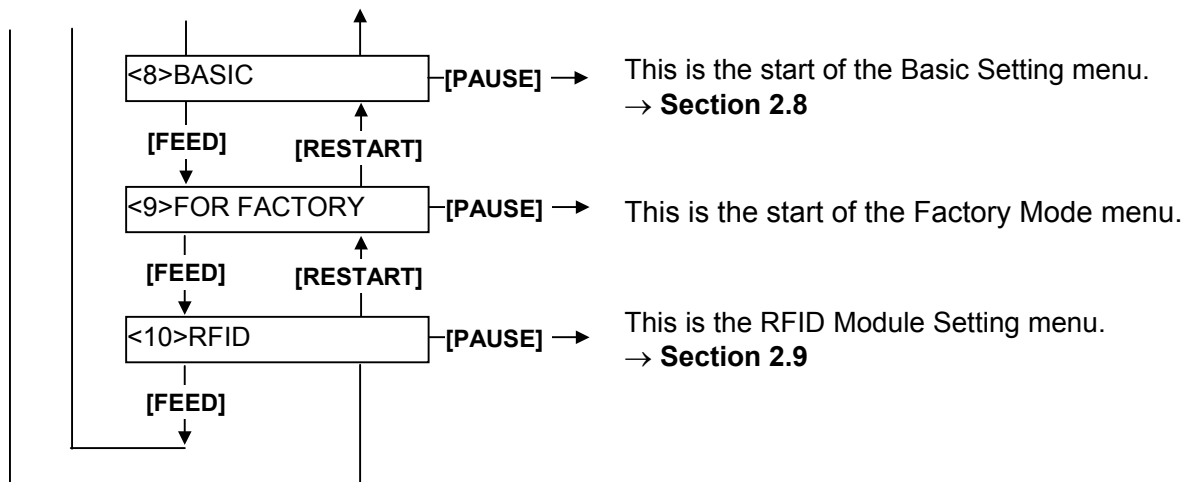 <8>BASIC
[PAUSE]
This is the start of the Basic Setting menu.
→ Section 2.8
[FEED]
[RESTART]
<9>FOR FACTORY
[PAUSE]
This is the start of the Factory Mode menu.
[FEED]
[RESTART]
<10>RFID
[PAUSE]
This is the RFID Module Setting menu.
→ Section 2.9
[FEED]